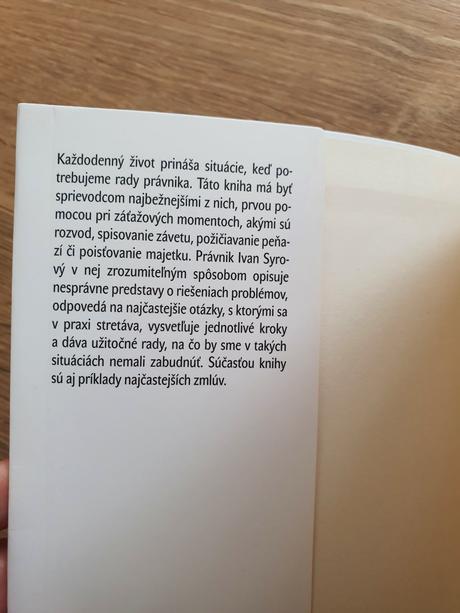 Každodenný život prináša situácie, keď po-
trebujeme rady právnika. Táto kniha má byť
sprievodcom najbežnejšími z nich, prvou po-
mocou pri záťažových momentoch, akými sú
rozvod, spisovanie závetu, požičiavanie peňa-
zí či poisťovanie majetku. Právnik Ivan Syro-
vý v nej zrozumiteľným spôsobom opisuje
nesprávne predstavy o riešeniach problémov,
odpovedá na najčastejšie otázky, s ktorými sa
v praxi stretáva, vysvetľuje jednotlivé kroky
a dáva užitočné rady, na čo by sme v takých
situáciách nemali zabudnúť. Súčasťou knihy
sú aj príklady najčastejších zmlúv.